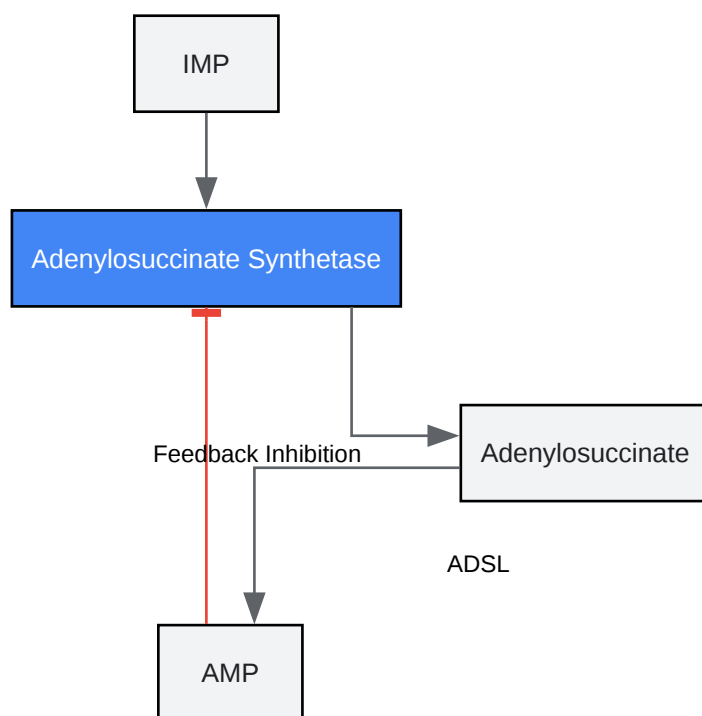 IMP
Adenylosuccinate Synthetase
Feedback Inhibition
Adenylosuccinate
ADSL
AMP